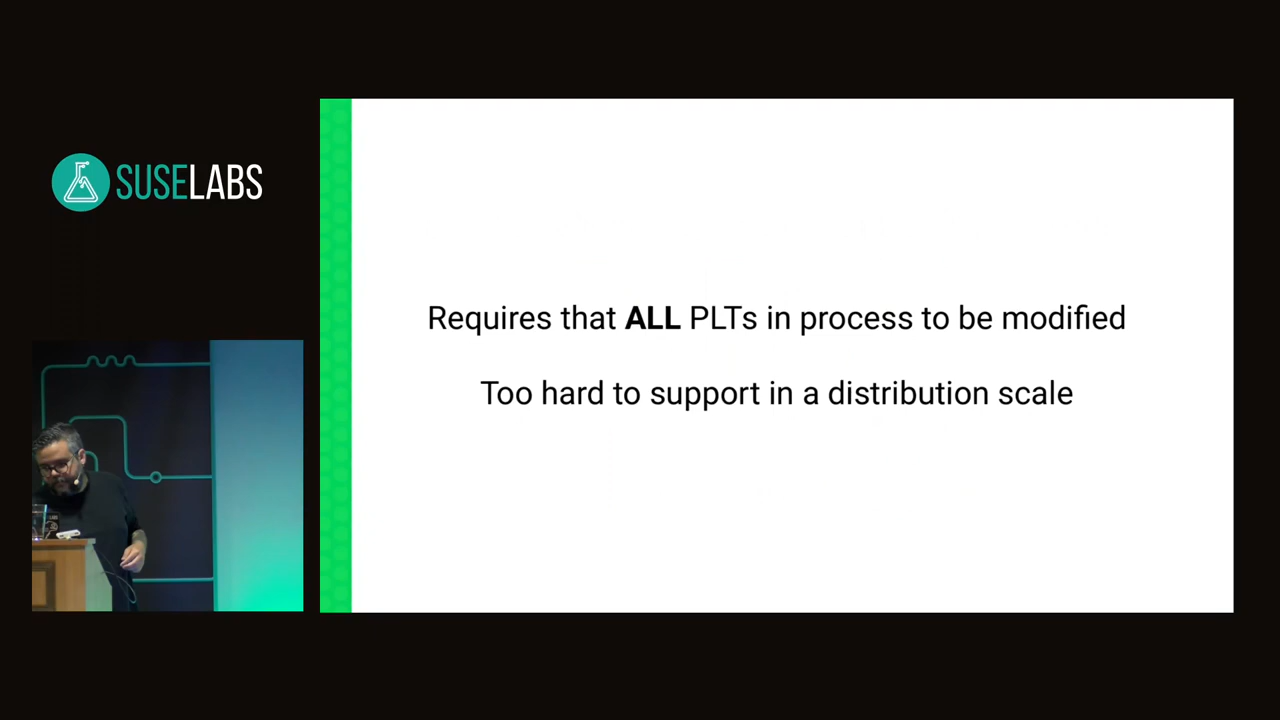 SUSELABS
Requires that ALL PLTs in process to be modified
Too hard to support in a distribution scale